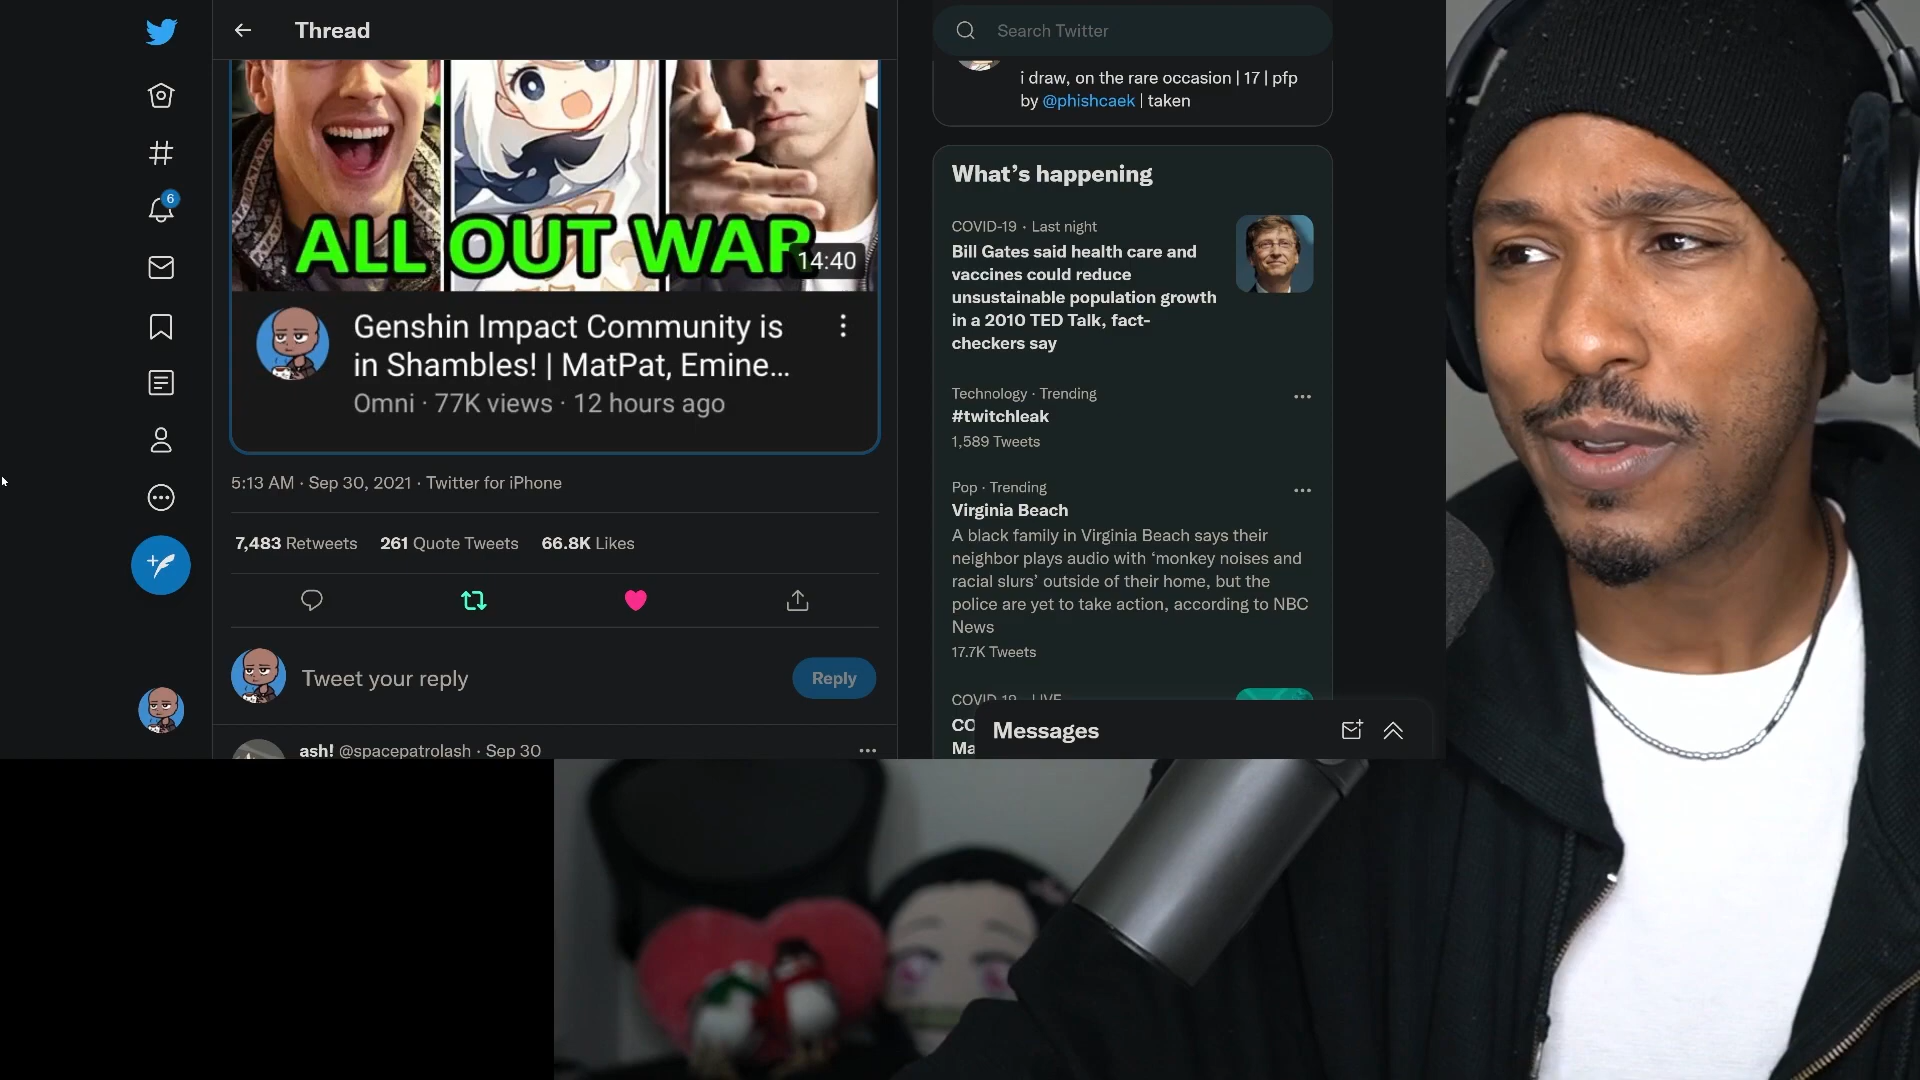 Thread
ALL OUT WAR
14:40
Genshin Impact Community is
in Shambles! | MatPat, Emine...
Omni · 77K views · 12 hours ago
5:13 AM · Sep 30, 2021 · Twitter for iPhone
7,483 Retweets 261 Quote Tweets 66.8K Likes
Tweet your reply
Reply
ash! @spacepatrolash · Sep 30
6
Search Twitter
i draw, on the rare occasion | 17 | pfp
by @phishcaek | taken
What's happening
COVID-19 · Last night
Bill Gates said health care and
vaccines could reduce
unsustainable population growth
in a 2010 TED Talk, fact-
checkers say
Technology · Trending
#twitchleak
1,589 Tweets
Pop · Trending
Virginia Beach
A black family in Virginia Beach says their
neighbor plays audio with ‘monkey noises and
racial slurs’ outside of their home, but the
police are yet to take action, according to NBC
News
17.7K Tweets
COVID-19 · LIVE
CO
Ma
Messages